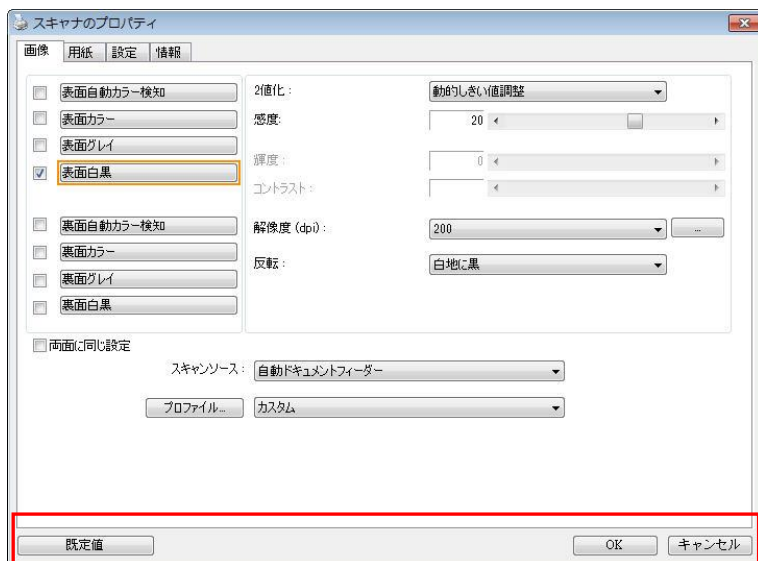 スキャナのプロパティ
画像 用紙 設定 情報
表面自動カラー検知
表面カラー
表面グレイ
表面白黒
裏面自動カラー検知
裏面カラー
裏面グレイ
裏面白黒
2値化: 動的しきい値調整
感度: 20
輝度: 0
コントラスト:
解像度 (dpi): 200 ...
反転: 白地に黒
両面に同じ設定
スキャンソース: 自動ドキュメントフィーダー
プロファイル... カスタム
既定値 OK キャンセル